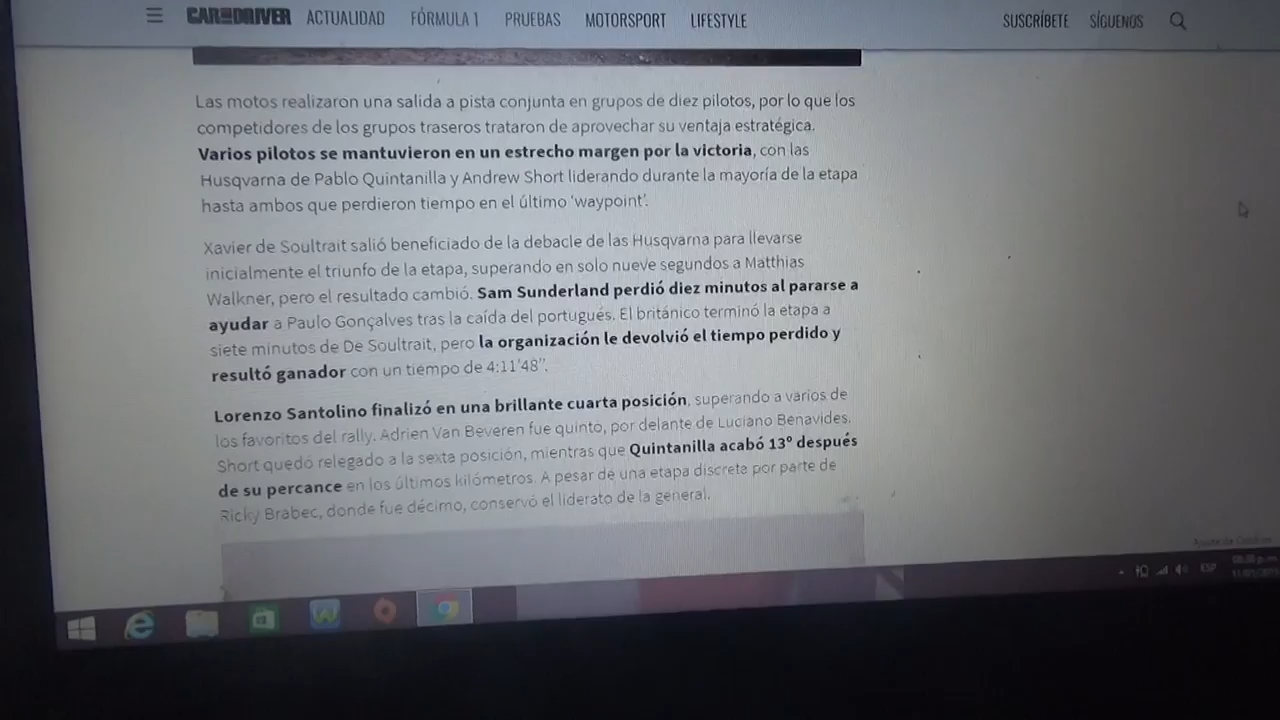 CAR AND DRIVER ACTUALIDAD FÓRMULA 1 PRUEBAS MOTORSPORT LIFESTYLE SUSCRÍBETE SÍGUENOS
Las motos realizaron una salida a pista conjunta en grupos de diez pilotos, por lo que los
competidores de los grupos traseros trataron de aprovechar su ventaja estratégica.
Varios pilotos se mantuvieron en un estrecho margen por la victoria, con las
Husqvarna de Pablo Quintanilla y Andrew Short liderando durante la mayoría de la etapa
hasta ambos que perdieron tiempo en el último 'waypoint'.
Xavier de Soultrait salió beneficiado de la debacle de las Husqvarna para llevarse
inicialmente el triunfo de la etapa, superando en solo nueve segundos a Matthias
Walkner, pero el resultado cambió. Sam Sunderland perdió diez minutos al pararse a
ayudar a Paulo Gonçalves tras la caída del portugués. El británico terminó la etapa a
siete minutos de De Soultrait, pero la organización le devolvió el tiempo perdido y
resultó ganador con un tiempo de 4:11'48".
Lorenzo Santolino finalizó en una brillante cuarta posición, superando a varios de
los favoritos del rally. Adrien Van Beveren fue quinto, por delante de Luciano Benavides.
Short quedó relegado a la sexta posición, mientras que Quintanilla acabó 13º después
de su percance en los últimos kilómetros. A pesar de una etapa discreta por parte de
Ricky Brabec, donde fue décimo, conservó el liderato de la general.
ESP